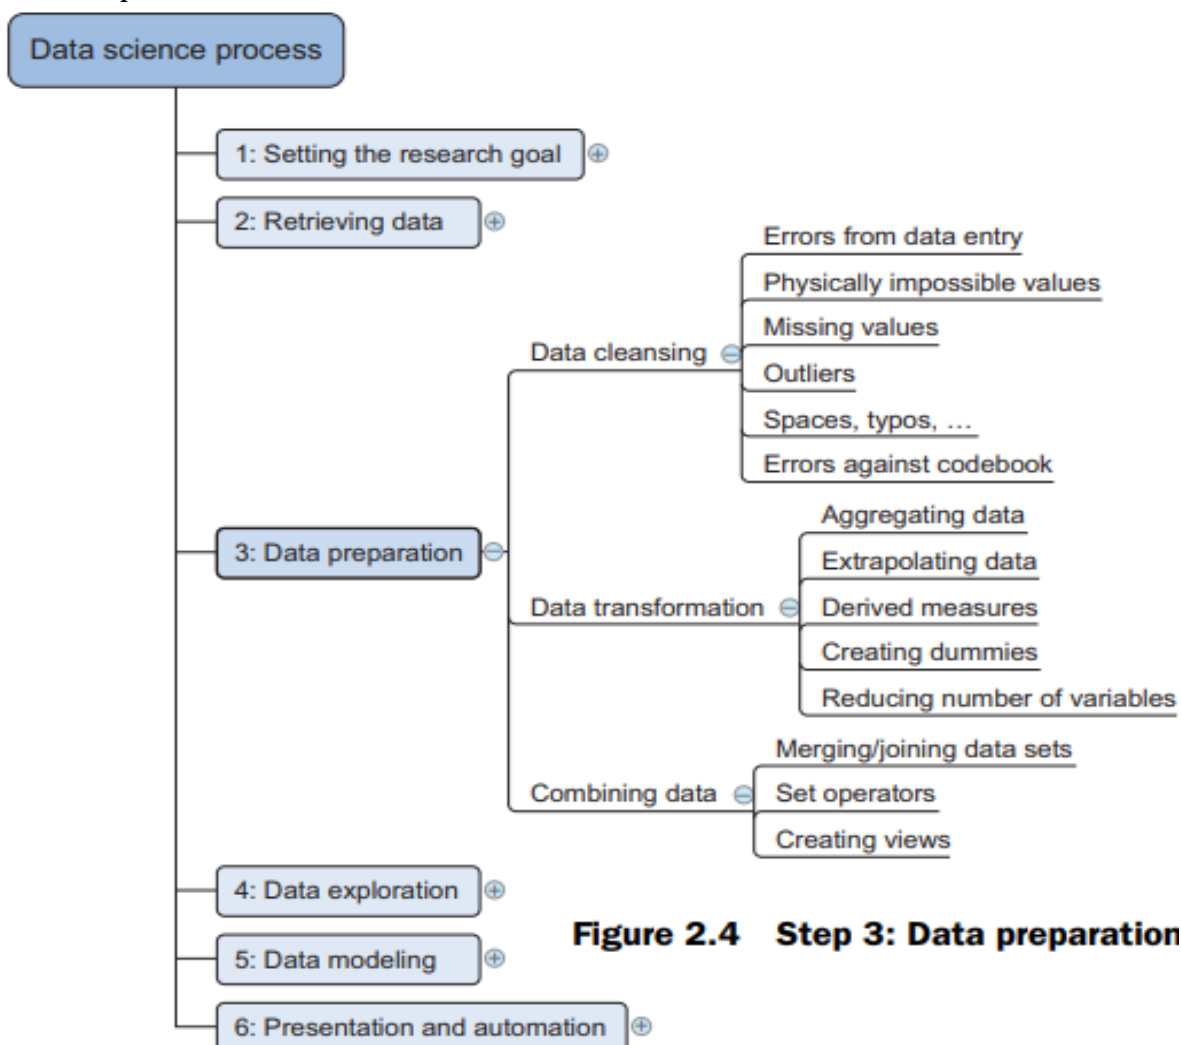 Data science process
1: Setting the research goal
2: Retrieving data
Errors from data entry
Physically impossible values
Missing values
Data cleansing
Outliers
Spaces, typos, ...
Errors against codebook
3: Data preparation
Aggregating data
Extrapolating data
Data transformation
Derived measures
Creating dummies
Reducing number of variables
Merging/joining data sets
Combining data
Set operators
Creating views
4: Data exploration
Figure 2.4 Step 3: Data preparation
5: Data modeling
6: Presentation and automation